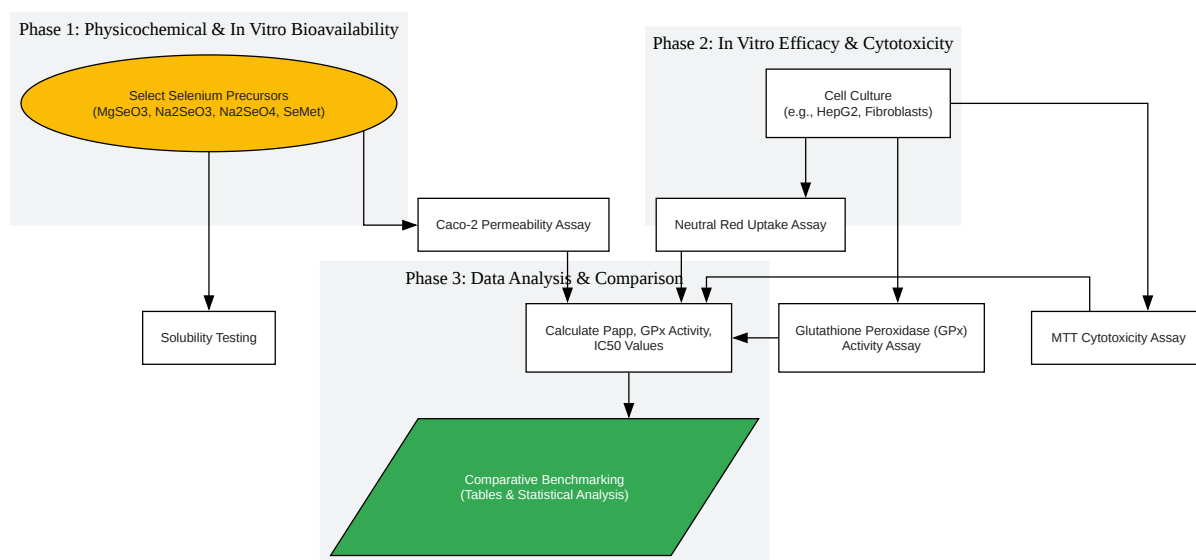 Phase 1: Physicochemical & In Vitro Bioavailability
Select Selenium Precursors
(MgSeO3, Na2SeO3, Na2SeO4, SeMet)
Phase 2: In Vitro Efficacy & Cytotoxicity
Cell Culture
(e.g., HepG2, Fibroblasts)
Caco-2 Permeability Assay
Neutral Red Uptake Assay
Phase 3: Data Analysis & Comparison
Solubility Testing
Calculate Papp, GPx Activity,
IC50 Values
Glutathione Peroxidase (GPx)
Activity Assay
MTT Cytotoxicity Assay
Comparative Benchmarking
(Tables & Statistical Analysis)